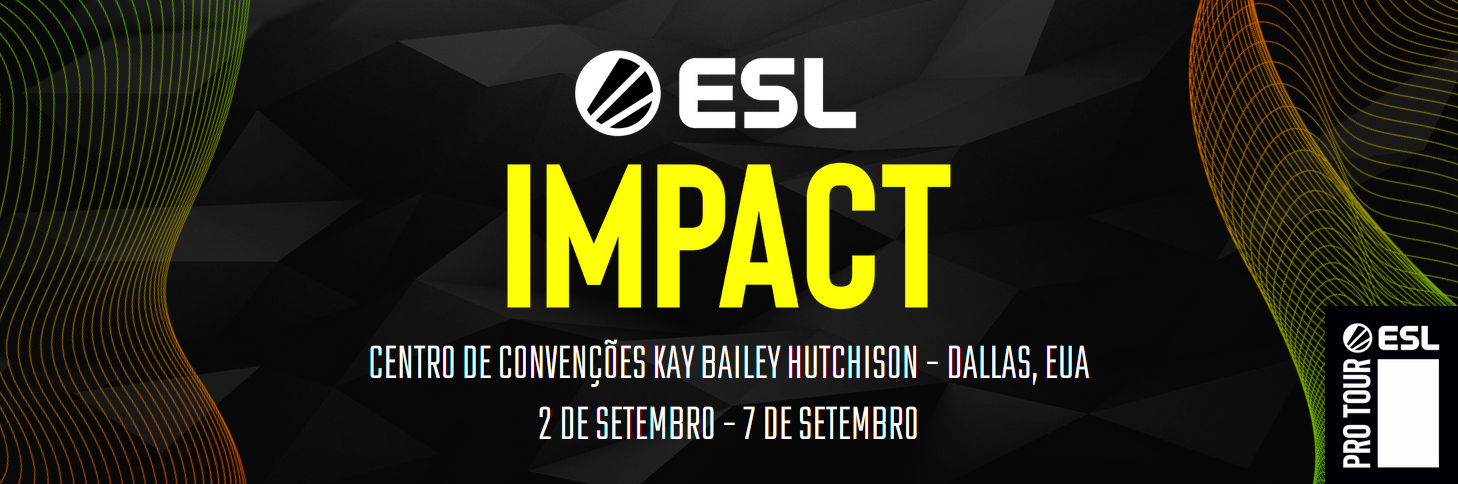 ESL
IMPACT
CENTRO DE CONVENÇÕES KAY BAILEY HUTCHISON – DALLAS, EUA
2 DE SETEMBRO – 7 DE SETEMBRO
ESL
PRO TOUR